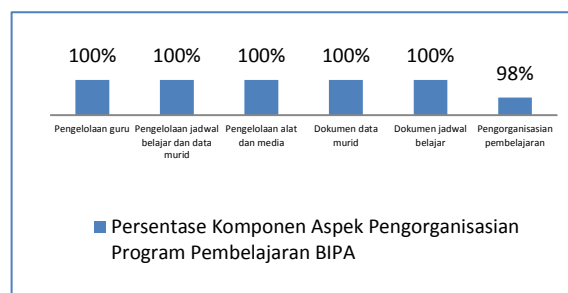 100% 100% 100% 100% 100% 98%
Pengelolaan guru Pengelolaan jadwal belajar dan data murid Pengelolaan alat dan media Dokumen data murid Dokumen jadwal belajar Pengorganisasian pembelajaran
Persentase Komponen Aspek Pengorganisasian
Program Pembelajaran BIPA